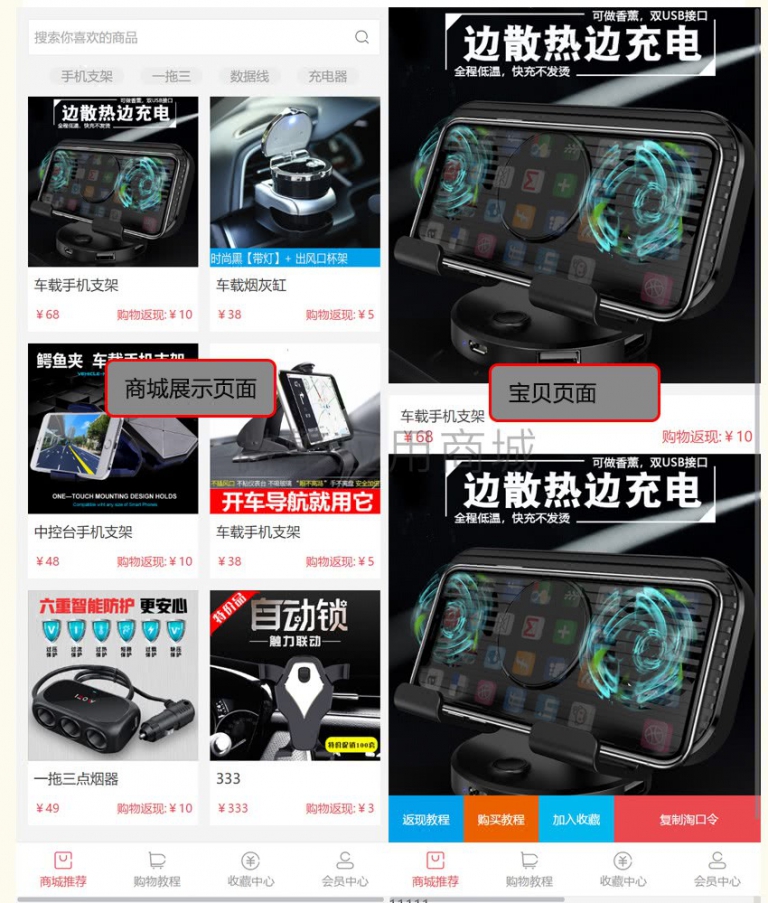 搜索你喜欢的商品
手机支架 一拖三 数据线 充电器
可做香薰，双USB接口
边散热边充电
全程低温，快充不发烫
时尚黑【带灯】+ 出风口杯架
车载手机支架
￥68 购物返现:￥10
车载烟灰缸
￥38 购物返现:￥5
鳄鱼夹 车载手机支架
ONE—TOUCH MOUNTING DESIGN HOLDS
商城展示页面
开车导航就用它
中控台手机支架
￥48 购物返现:￥10
车载手机支架
￥38 购物返现:￥5
六重智能防护 更安心
特价品
自动锁
触力联动
特价促销100套
一拖三点烟器
￥49 购物返现:￥10
333
￥333 购物返现:￥3
商城推荐 购物教程 收藏中心 会员中心
可做香薰，双USB接口
边散热边充电
全程低温，快充不发烫
宝贝页面
车载手机支架
￥68 购物返现:￥10
用商城
可做香薰，双USB接口
边散热边充电
全程低温，快充不发烫
返现教程 购买教程 加入收藏 复制淘口令
商城推荐 购物教程 收藏中心 会员中心